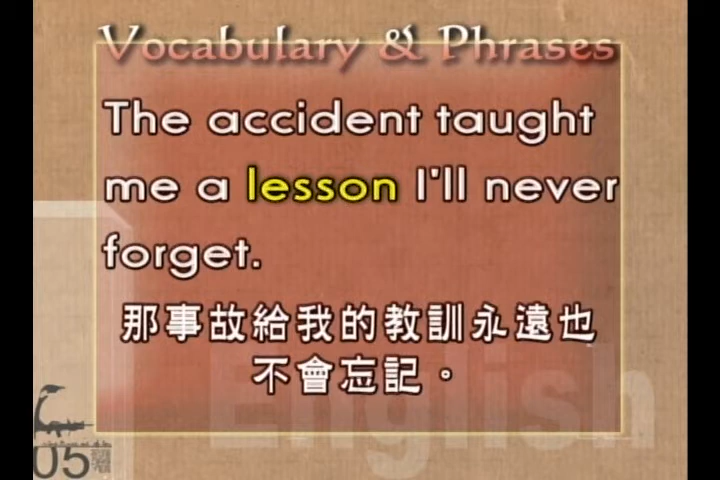 Vocabulary & Phrases
The accident taught
me a lesson I'll never
forget.
那事故給我的教訓永遠也
不會忘記。
English
05